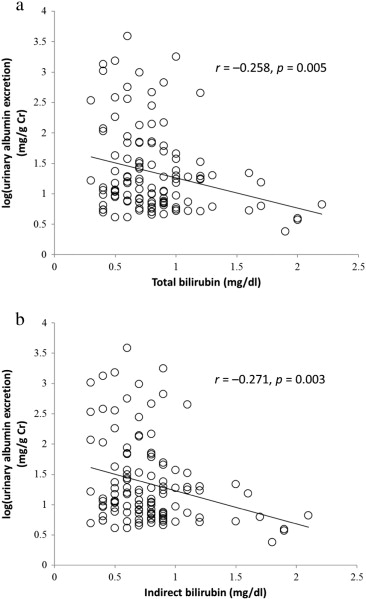 a
4
3.5
3
2.5
2
1.5
1
0.5
0
log(urinary albumin excretion)
(mg/g Cr)
r = −0.258, p = 0.005
0 0.5 1 1.5 2 2.5
Total bilirubin (mg/dl)
b
4
3.5
3
2.5
2
1.5
1
0.5
0
log(urinary albumin excretion)
(mg/g Cr)
r = −0.271, p = 0.003
0 0.5 1 1.5 2 2.5
Indirect bilirubin (mg/dl)